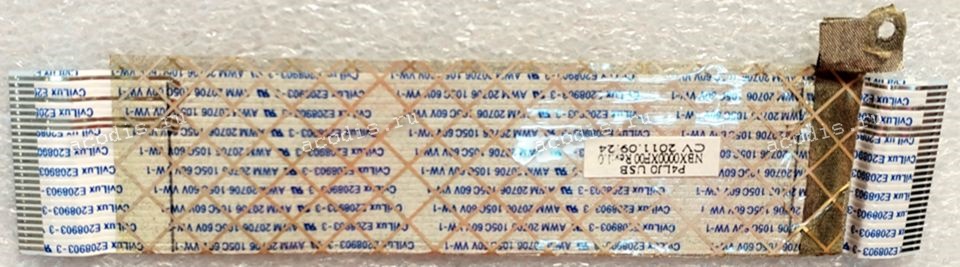 P4LJ0 USB
NBX0000XF00 Rev:1.0
CV 2011.09.24
CviLux E208903-3 AWM 20706 105C 60V VW-1
acdis.ru